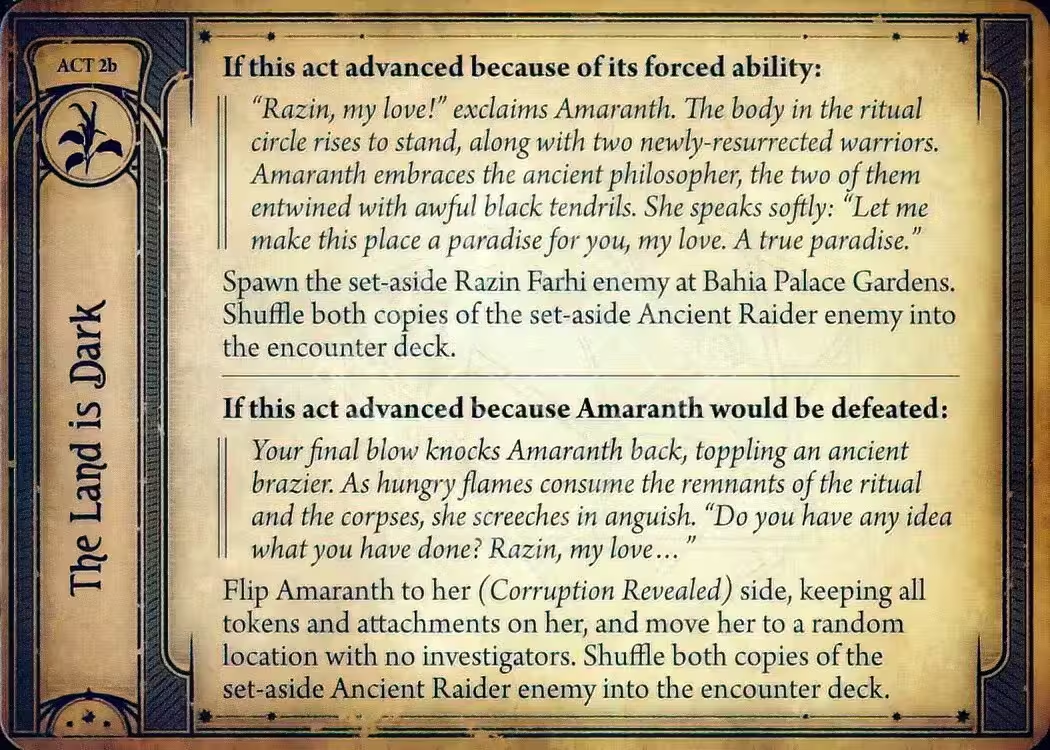 ACT 2b
The Land is Dark
If this act advanced because of its forced ability:
“Razin, my love!” exclaims Amaranth. The body in the ritual
circle rises to stand, along with two newly-resurrected warriors.
Amaranth embraces the ancient philosopher, the two of them
entwined with awful black tendrils. She speaks softly: “Let me
make this place a paradise for you, my love. A true paradise.”
Spawn the set-aside Razin Farhi enemy at Bahia Palace Gardens.
Shuffle both copies of the set-aside Ancient Raider enemy into
the encounter deck.
If this act advanced because Amaranth would be defeated:
Your final blow knocks Amaranth back, toppling an ancient
brazier. As hungry flames consume the remnants of the ritual
and the corpses, she screeches in anguish. “Do you have any idea
what you have done? Razin, my love… ”
Flip Amaranth to her (Corruption Revealed) side, keeping all
tokens and attachments on her, and move her to a random
location with no investigators. Shuffle both copies of the
set-aside Ancient Raider enemy into the encounter deck.